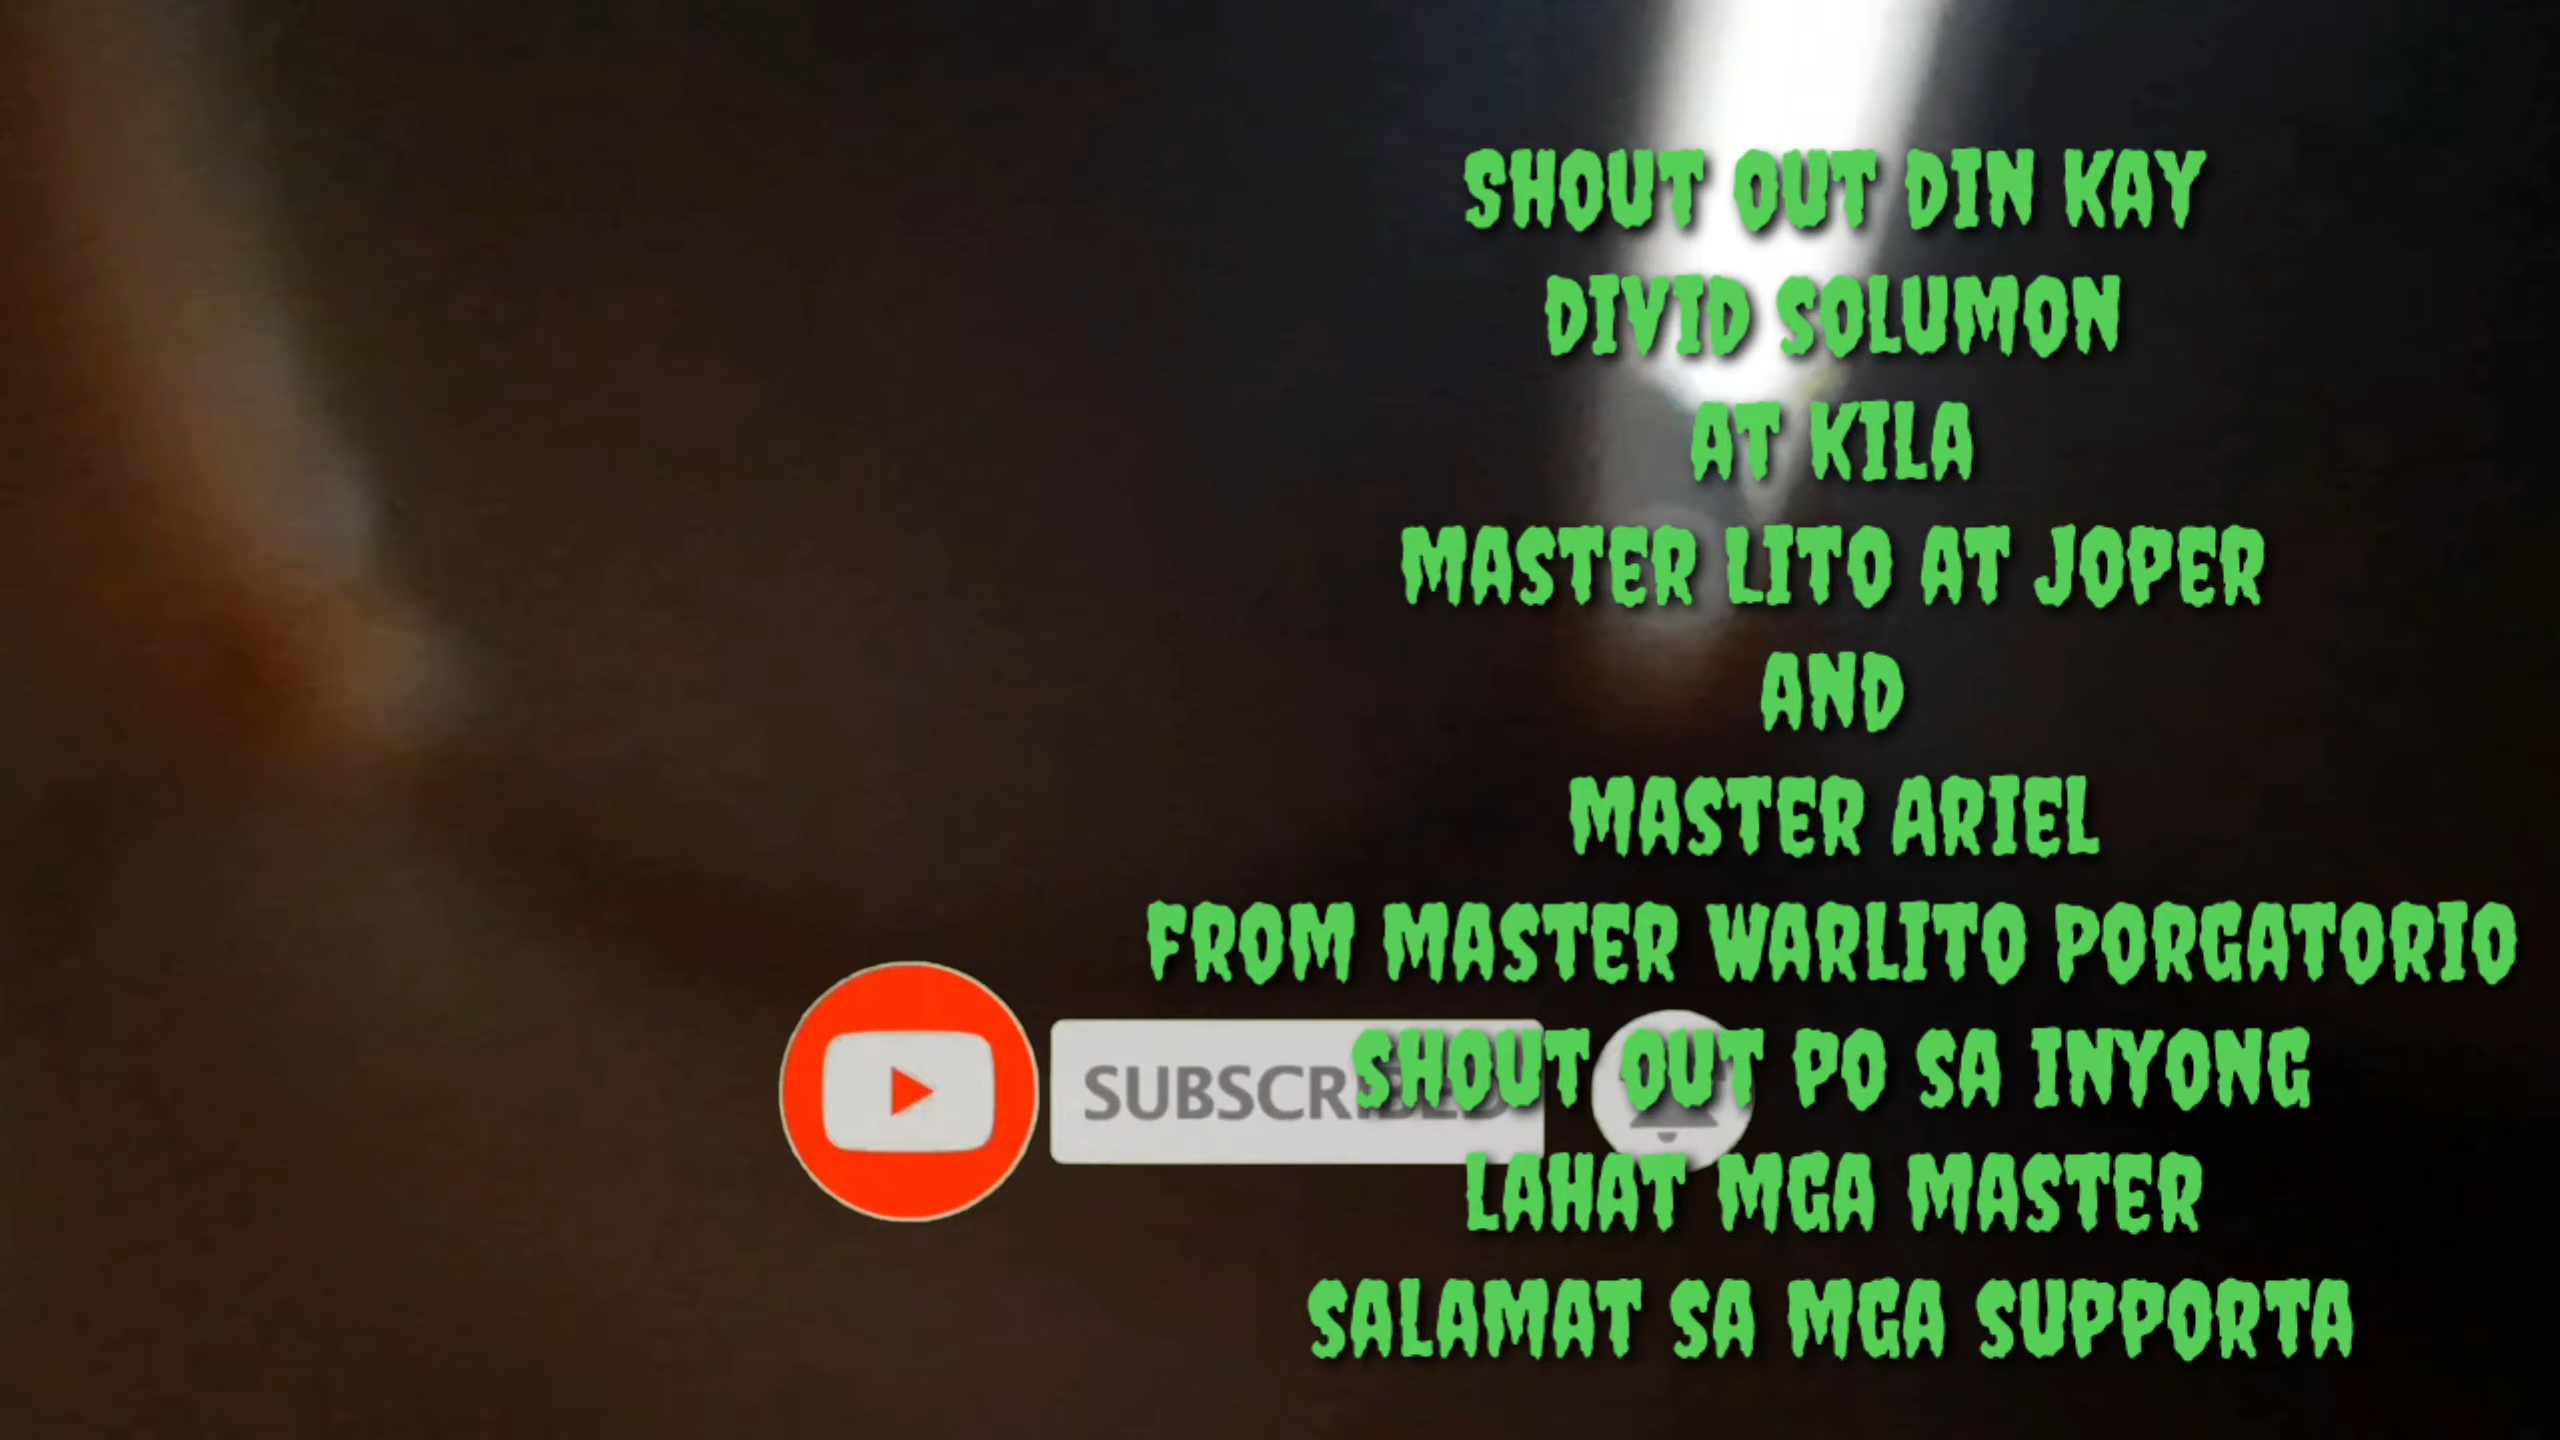 SHOUT OUT DIN KAY
DIVID SOLUMON
AT KILA
MASTER LITO AT JOPER
AND
MASTER ARIEL
FROM MASTER WARLITO PORGATORIO
SHOUT OUT PO SA INYONG
LAHAT MGA MASTER
SALAMAT SA MGA SUPPORTA
SUBSCRIBED